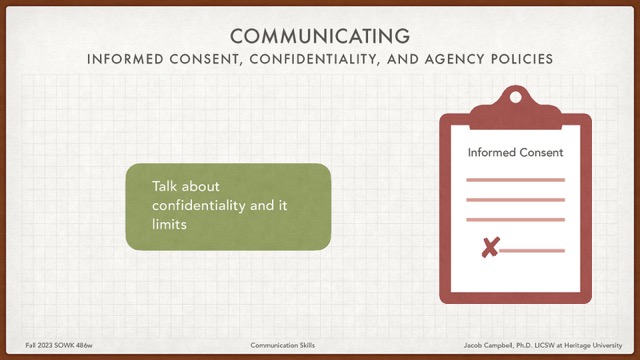 COMMUNICATING
INFORMED CONSENT, CONFIDENTIALITY, AND AGENCY POLICIES
Talk about
confidentiality and it
limits
Informed Consent
✘
Fall 2023 SOWK 486w
Communication Skills
Jacob Campbell, Ph.D. LICSW at Heritage University